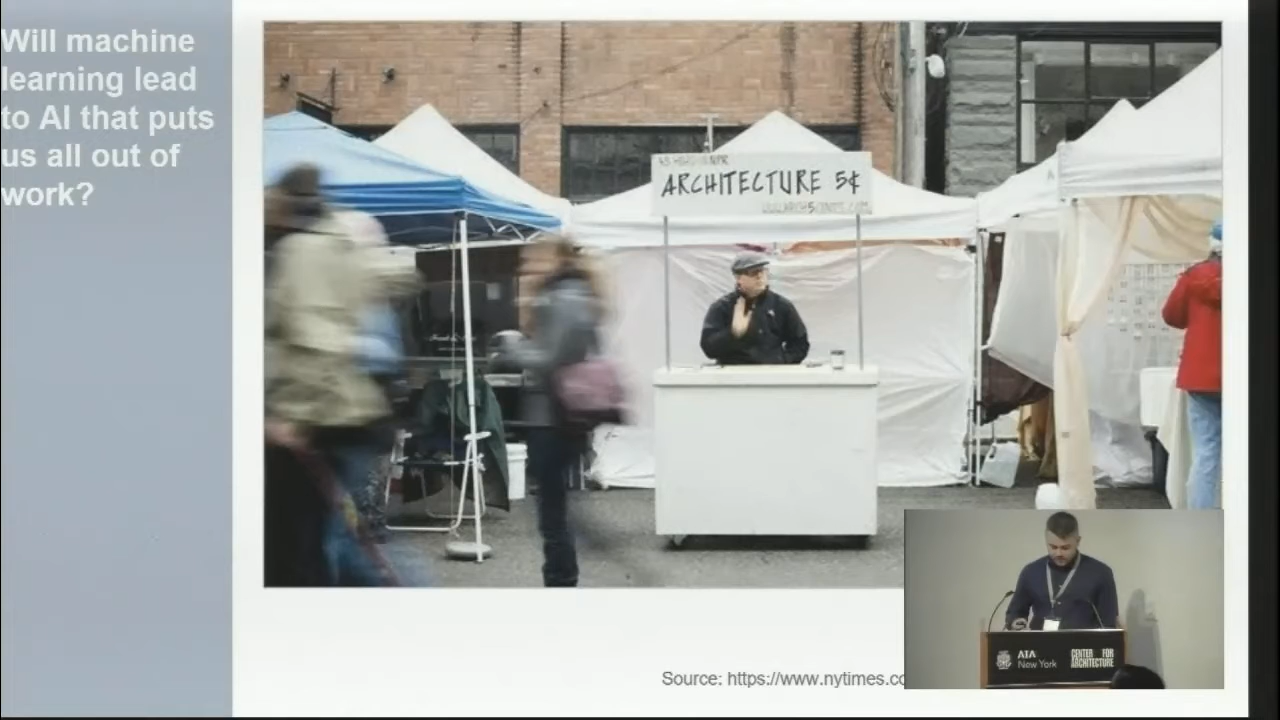 Will machine
learning lead
to AI that puts
us all out of
work?
ARCHITECTURE 5¢
Source: https://www.nytimes.co
AIA
New York
CENTER FOR
ARCHITECTURE